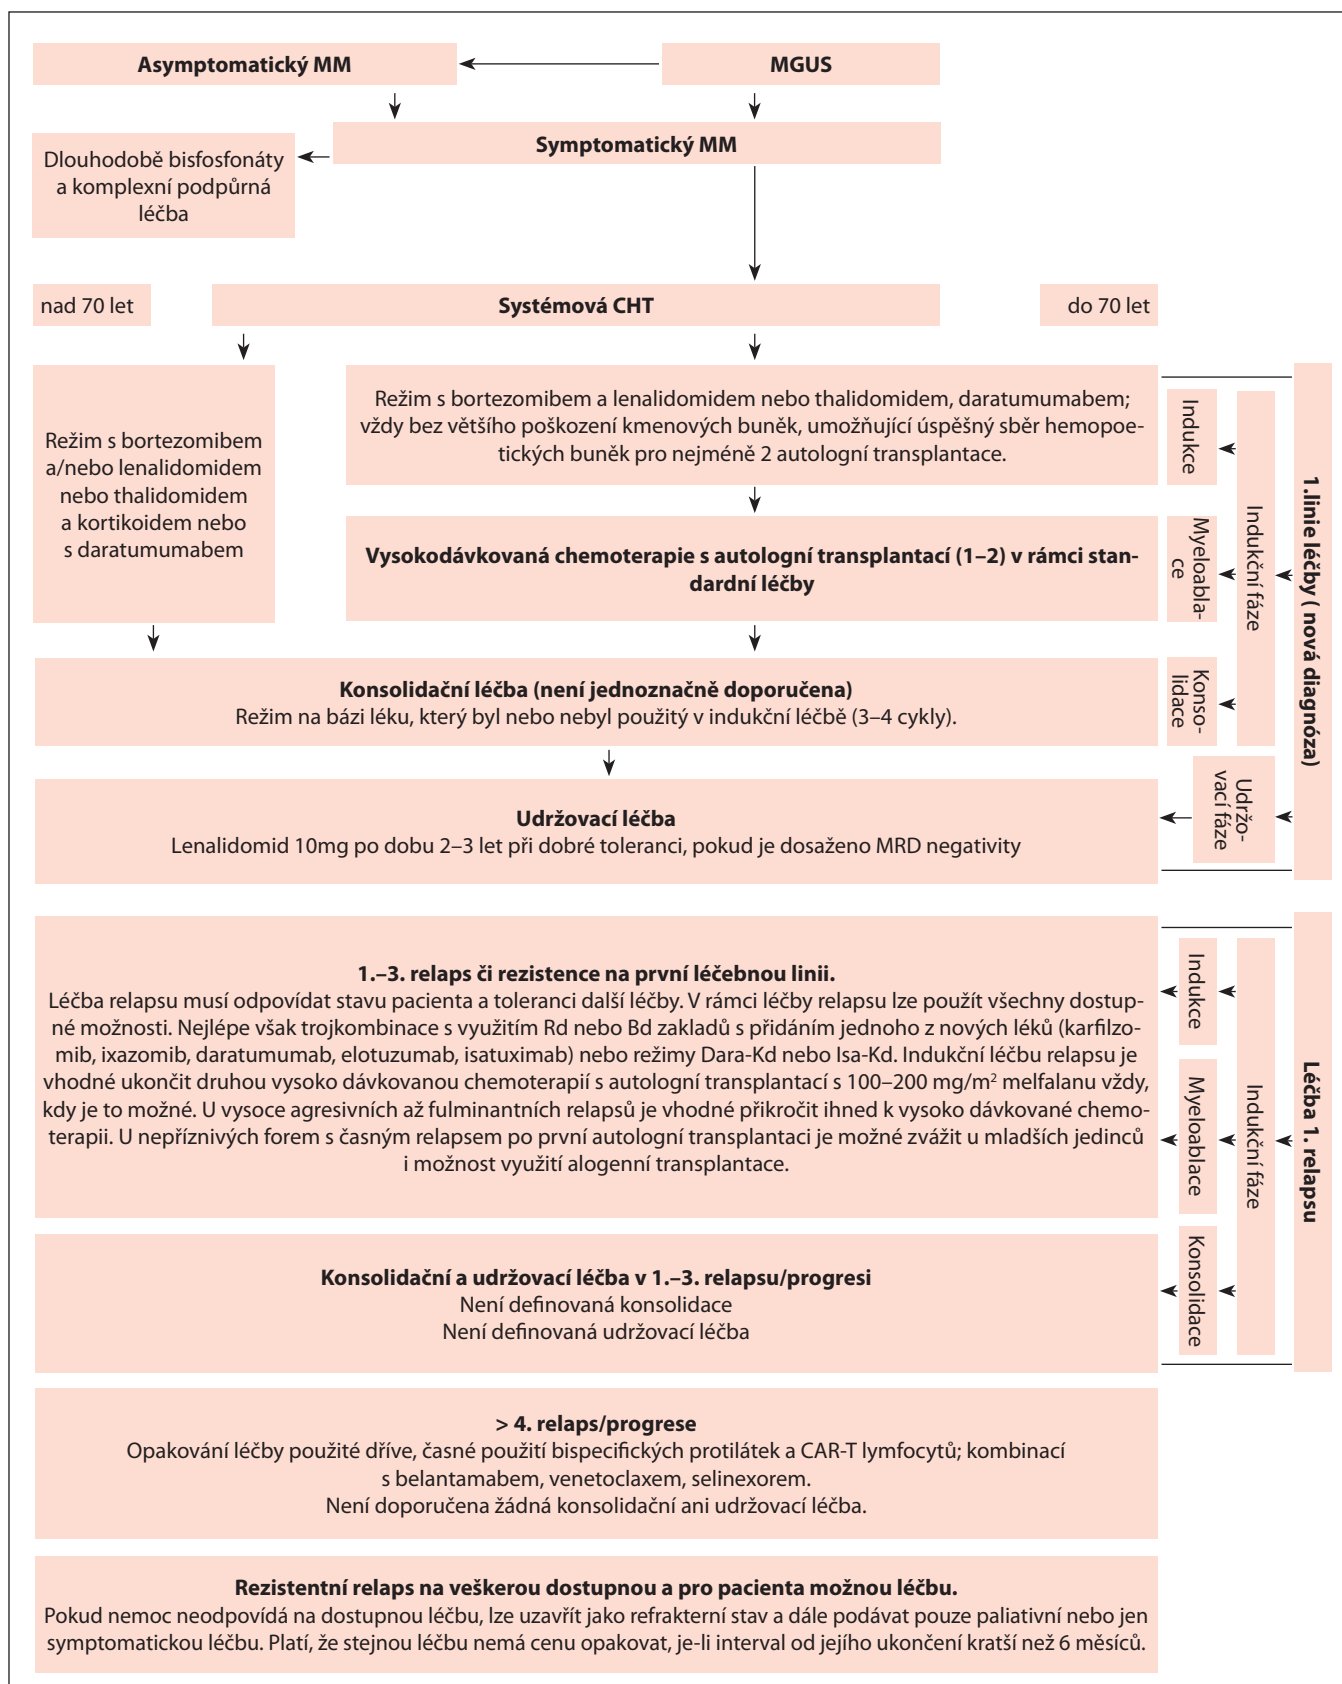 Asymptomatický MM
MGUS
Symptomatický MM
Dlouhodobě bisfosfonáty
a komplexní podpůrná
léčba
nad 70 let
Systémová CHT
do 70 let
Režim s bortezomibem
a/nebo lenalidomidem
nebo thalidomidem
a kortikoidem nebo
s daratumumabem
Režim s bortezomibem a lenalidomidem nebo thalidomidem, daratumumabem;
vždy bez většího poškození kmenových buněk, umožňující úspěšný sběr hemopoe-
tických buněk pro nejméně 2 autologní transplantace.
Vysokodávkovaná chemoterapie s autologní transplantací (1–2) v rámci stan-
dardní léčby
Konsolidační léčba (není jednoznačně doporučena)
Režim na bázi léku, který byl nebo nebyl použitý v indukční léčbě (3–4 cykly).
Udržovací léčba
Lenalidomid 10mg po dobu 2–3 let při dobré toleranci, pokud je dosaženo MRD negativity
Indukce
Myeloabla-
ce
Konso-
lidace
Indukční fáze
Udržo-
vací fáze
1.linie léčby ( nová diagnóza)
1.–3. relaps či rezistence na první léčebnou linii.
Léčba relapsu musí odpovídat stavu pacienta a toleranci další léčby. V rámci léčby relapsu lze použít všechny dostup-
né možnosti. Nejlépe však trojkombinace s využitím Rd nebo Bd zakladů s přidáním jednoho z nových léků (karfilzo-
mib, ixazomib, daratumumab, elotuzumab, isatuximab) nebo režimy Dara-Kd nebo Isa-Kd. Indukční léčbu relapsu je
vhodné ukončit druhou vysoko dávkovanou chemoterapií s autologní transplantací s 100–200 mg/m² melfalanu vždy,
kdy je to možné. U vysoce agresivních až fulminantních relapsů je vhodné přikročit ihned k vysoko dávkované chemo-
terapii. U nepříznivých forem s časným relapsem po první autologní transplantaci je možné zvážit u mladších jedinců
i možnost využití alogenní transplantace.
Konsolidační a udržovací léčba v 1.–3. relapsu/progresi
Není definovaná konsolidace
Není definovaná udržovací léčba
Indukce
Myeloablace
Konsolidace
Indukční fáze
Léčba 1. relapsu
> 4. relaps/progrese
Opakování léčby použité dříve, časné použití bispecifických protilátek a CAR-T lymfocytů; kombinací
s belantamabem, venetoclaxem, selinexorem.
Není doporučena žádná konsolidační ani udržovací léčba.
Rezistentní relaps na veškerou dostupnou a pro pacienta možnou léčbu.
Pokud nemoc neodpovídá na dostupnou léčbu, lze uzavřít jako refrakterní stav a dále podávat pouze paliativní nebo jen
symptomatickou léčbu. Platí, že stejnou léčbu nemá cenu opakovat, je-li interval od jejího ukončení kratší než 6 měsíců.